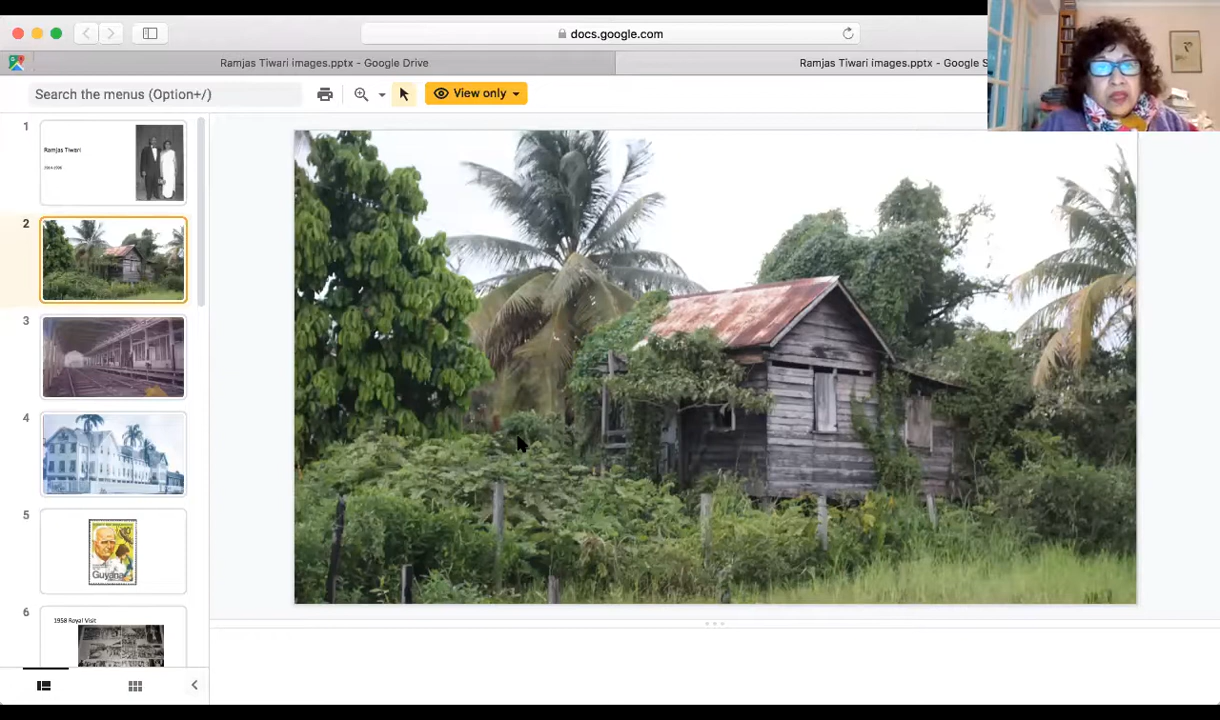 docs.google.com
Ramjas Tiwari images.pptx - Google Drive
Ramjas Tiwari images.pptx - Google S
Search the menus (Option+/)
View only
1
Ramjas Tiwari
2
3
4
5
Guyana
6
1958 Royal Visit